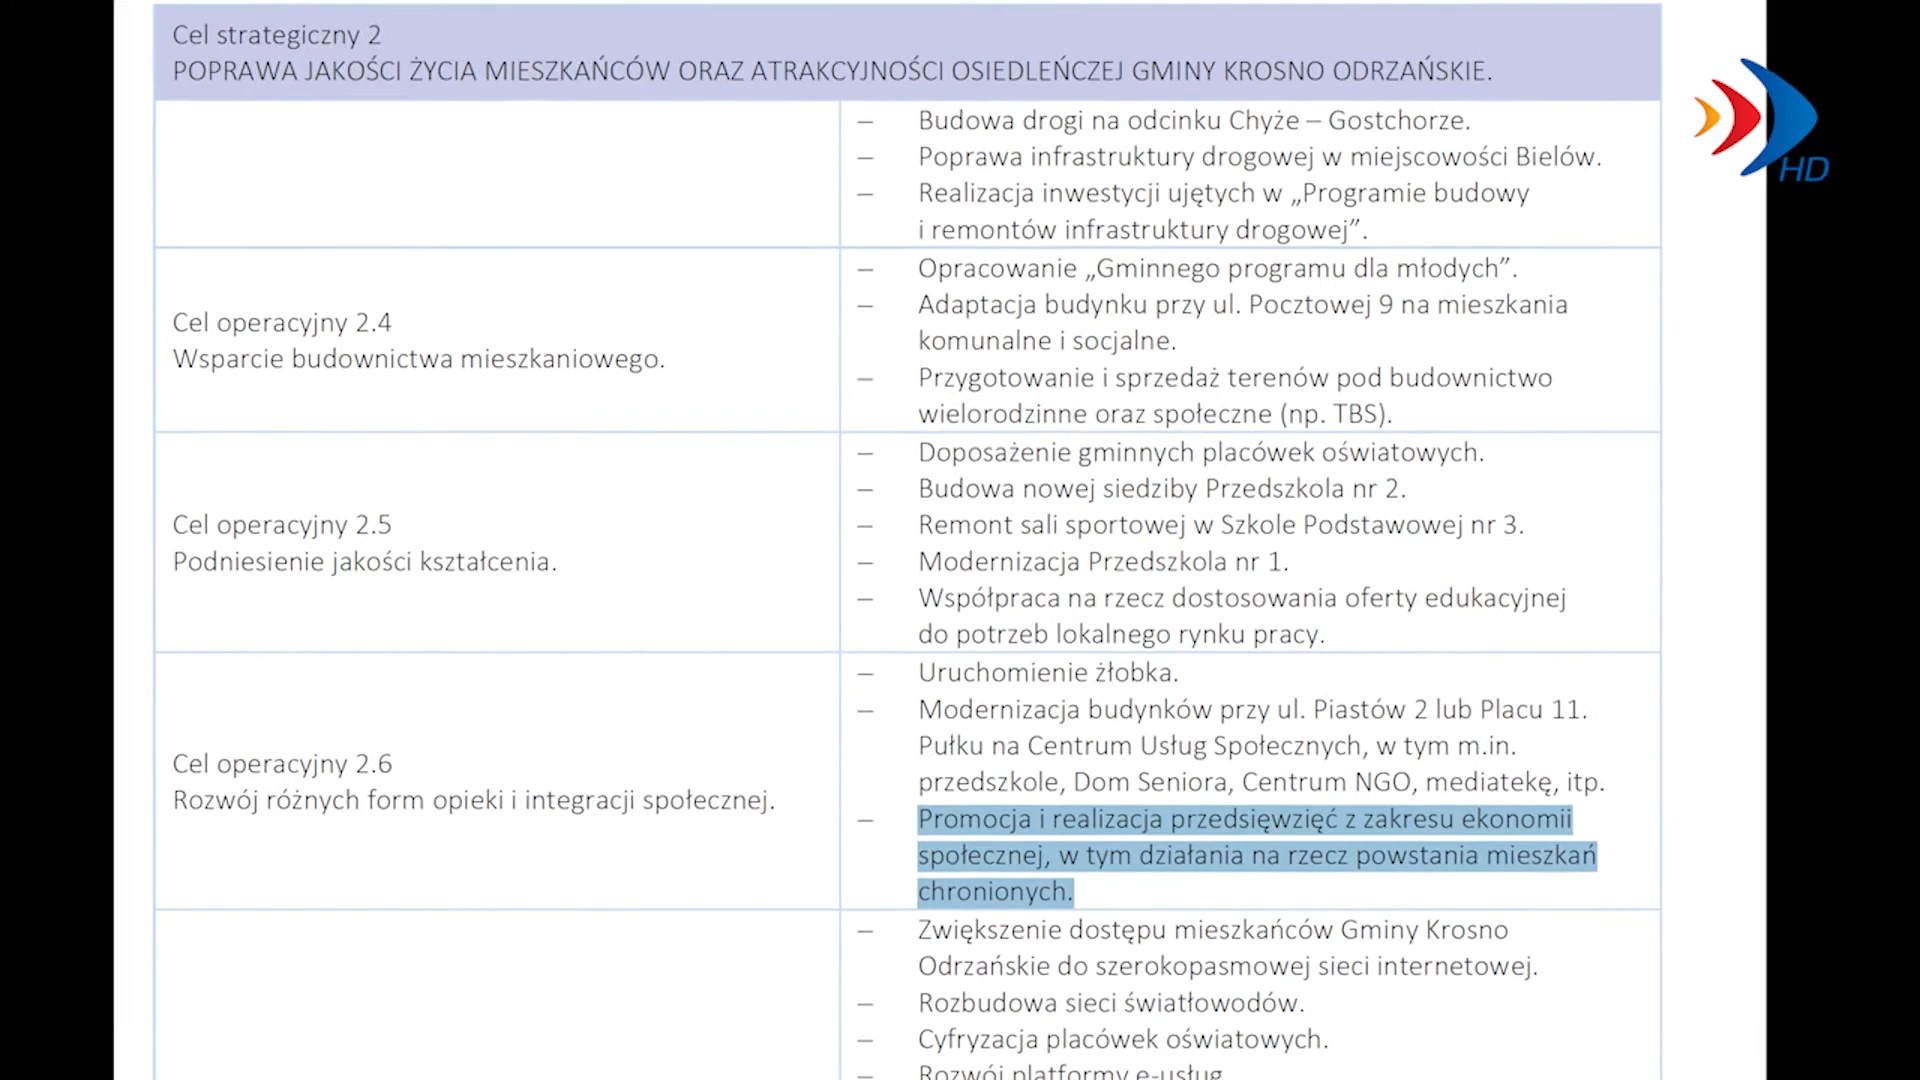 Cel strategiczny 2
POPRAWA JAKOŚCI ŻYCIA MIESZKAŃCÓW ORAZ ATRAKCYJNOŚCI OSIEDLEŃCZEJ GMINY KROSNO ODRZAŃSKIE.
– Budowa drogi na odcinku Chyże – Gostchorze.
– Poprawa infrastruktury drogowej w miejscowości Bielów.
– Realizacja inwestycji ujętych w „Programie budowy
i remontów infrastruktury drogowej”.
Cel operacyjny 2.4
Wsparcie budownictwa mieszkaniowego.
– Opracowanie „Gminnego programu dla młodych”.
– Adaptacja budynku przy ul. Pocztowej 9 na mieszkania
komunalne i socjalne.
– Przygotowanie i sprzedaż terenów pod budownictwo
wielorodzinne oraz społeczne (np. TBS).
Cel operacyjny 2.5
Podniesienie jakości kształcenia.
– Doposażenie gminnych placówek oświatowych.
– Budowa nowej siedziby Przedszkola nr 2.
– Remont sali sportowej w Szkole Podstawowej nr 3.
– Modernizacja Przedszkola nr 1.
– Współpraca na rzecz dostosowania oferty edukacyjnej
do potrzeb lokalnego rynku pracy.
Cel operacyjny 2.6
Rozwój różnych form opieki i integracji społecznej.
– Uruchomienie żłobka.
– Modernizacja budynków przy ul. Piastów 2 lub Placu 11.
Pułku na Centrum Usług Społecznych, w tym m.in.
przedszkole, Dom Seniora, Centrum NGO, mediatekę, itp.
– Promocja i realizacja przedsięwzięć z zakresu ekonomii
społecznej, w tym działania na rzecz powstania mieszkań
chronionych.
– Zwiększenie dostępu mieszkańców Gminy Krosno
Odrzańskie do szerokopasmowej sieci internetowej.
– Rozbudowa sieci światłowodów.
– Cyfryzacja placówek oświatowych.
– Rozwój platformy e-usług
HD